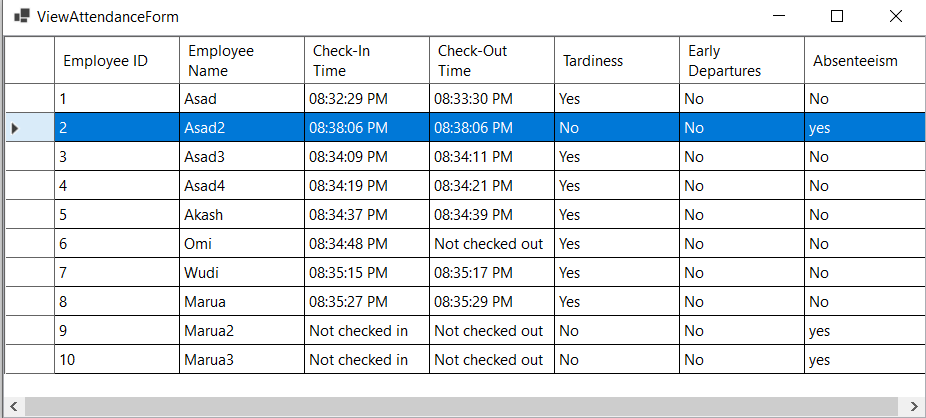 ViewAttendanceForm
Employee ID Employee Name Check-In Time Check-Out Time Tardiness Early Departures Absenteeism
1 Asad 08:32:29 PM 08:33:30 PM Yes No No
2 Asad2 08:38:06 PM 08:38:06 PM No No yes
3 Asad3 08:34:09 PM 08:34:11 PM Yes No No
4 Asad4 08:34:19 PM 08:34:21 PM Yes No No
5 Akash 08:34:37 PM 08:34:39 PM Yes No No
6 Omi 08:34:48 PM Not checked out Yes No No
7 Wudi 08:35:15 PM 08:35:17 PM Yes No No
8 Marua 08:35:27 PM 08:35:29 PM Yes No No
9 Marua2 Not checked in Not checked out No No yes
10 Marua3 Not checked in Not checked out No No yes